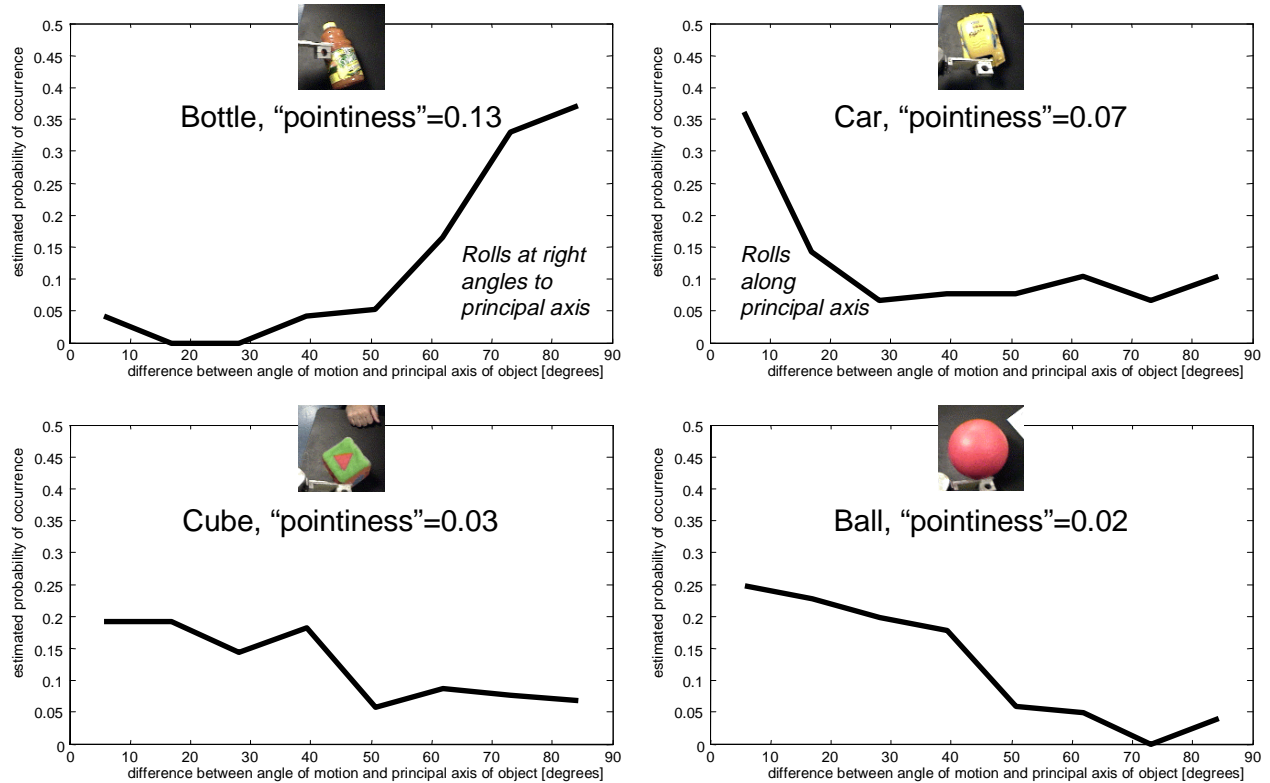 0.5
0.45
0.4
0.35
0.3
0.25
0.2
0.15
0.1
0.05
0
estimated probability of occurrence
Bottle, “pointiness”=0.13
Rolls at right
angles to
principal axis
0 10 20 30 40 50 60 70 80 90
difference between angle of motion and principal axis of object [degrees]
0.5
0.45
0.4
0.35
0.3
0.25
0.2
0.15
0.1
0.05
0
estimated probability of occurrence
Car, “pointiness”=0.07
Rolls
along
principal axis
0 10 20 30 40 50 60 70 80 90
difference between angle of motion and principal axis of object [degrees]
0.5
0.45
0.4
0.35
0.3
0.25
0.2
0.15
0.1
0.05
0
estimated probability of occurrence
Cube, “pointiness”=0.03
0 10 20 30 40 50 60 70 80 90
difference between angle of motion and principal axis of object [degrees]
0.5
0.45
0.4
0.35
0.3
0.25
0.2
0.15
0.1
0.05
0
estimated probability of occurrence
Ball, “pointiness”=0.02
0 10 20 30 40 50 60 70 80 90
difference between angle of motion and principal axis of object [degrees]